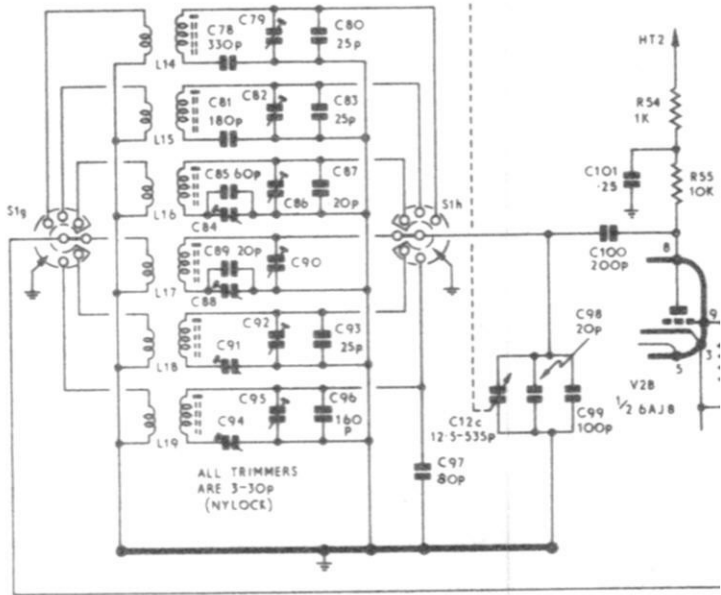 C79
C78
330p
C80
25p
L14
HT2
C81
180p
C82
C83
25p
L15
R54
1K
C85 60p
C87
20p
C86
L16
C84
C101
·25
R55
10K
S1g
S1h
C89 20p
C90
L17
C88
C100
200p
8
9
C92
C93
25p
C91
L18
C98
20p
3
5
V2B
1/2 6AJ8
C95
C96
160
p
C94
L19
C12c
12·5-535p
C99
100p
ALL TRIMMERS
ARE 3-30p
(NYLOCK)
C97
80p